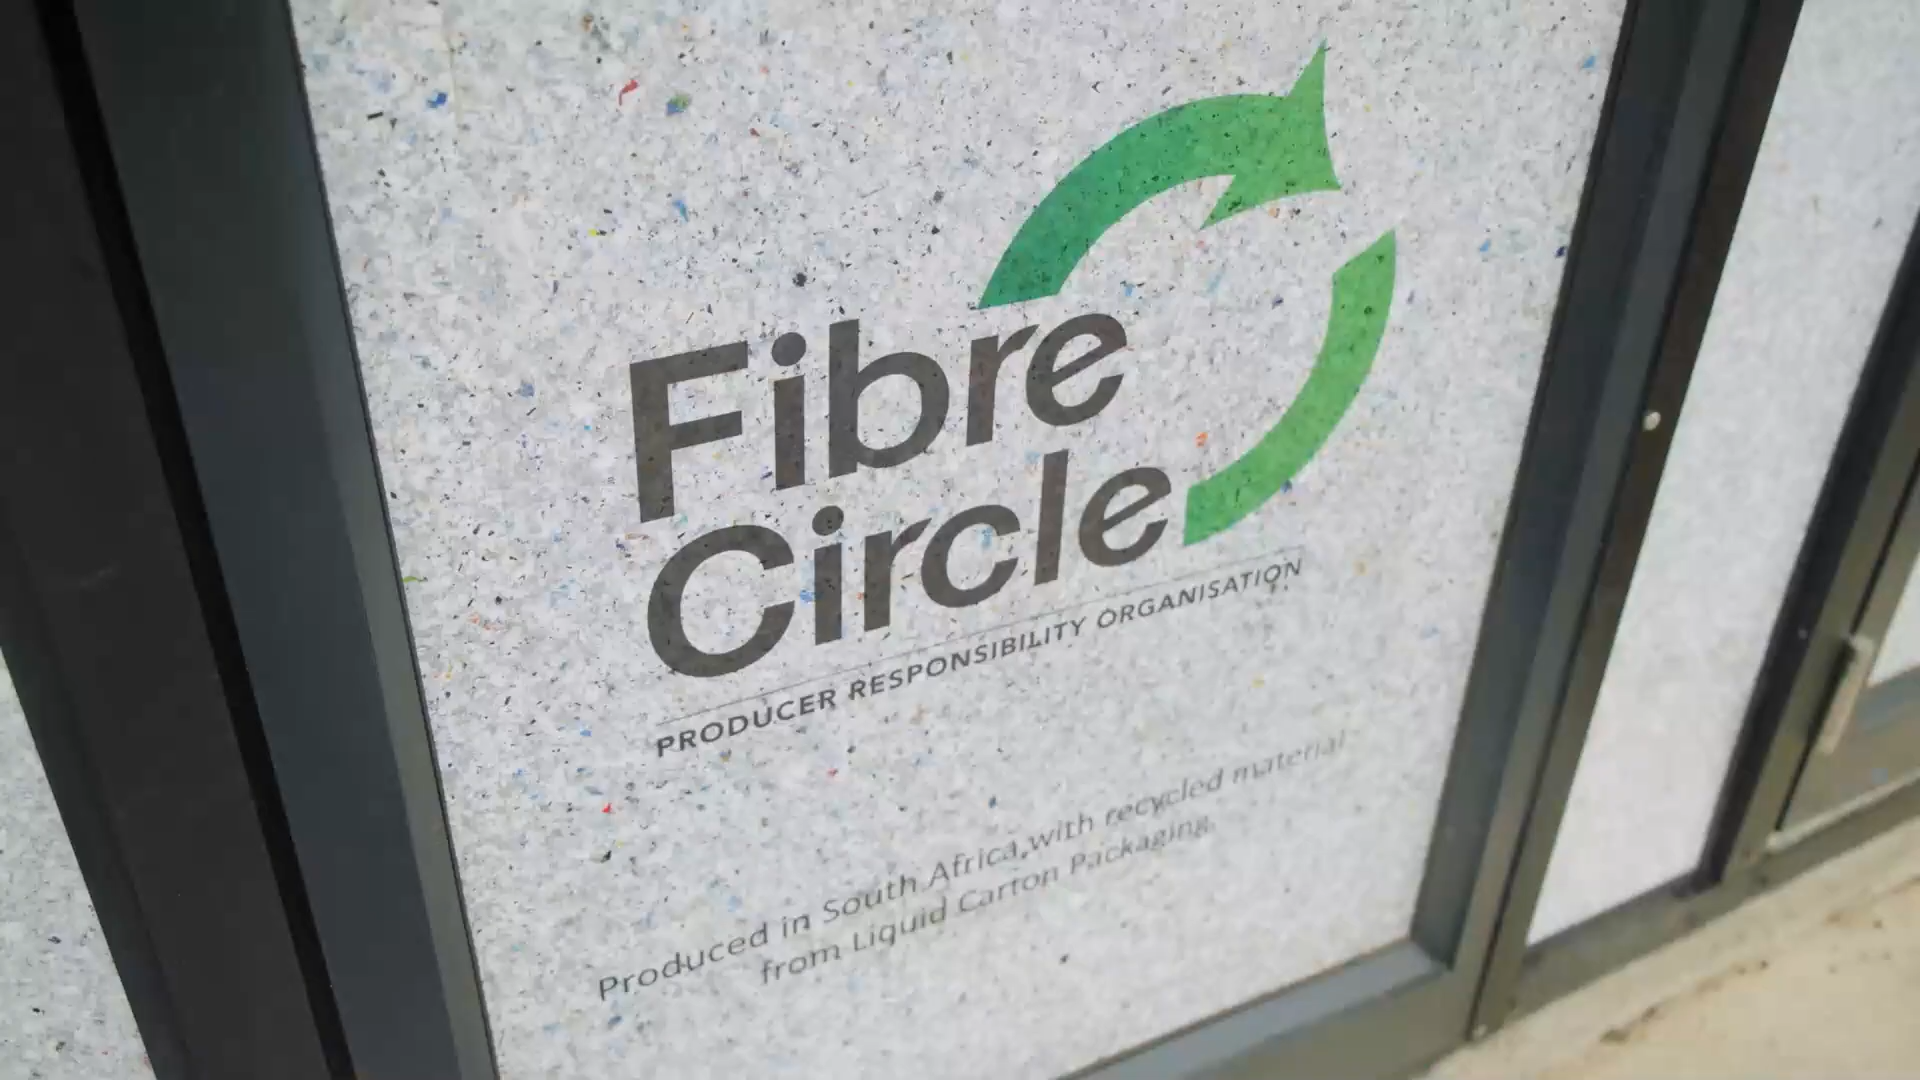 Fibre
Circle
PRODUCER RESPONSIBILITY ORGANISATION
Produced in South Africa, with recycled material
from Liquid Carton Packaging.